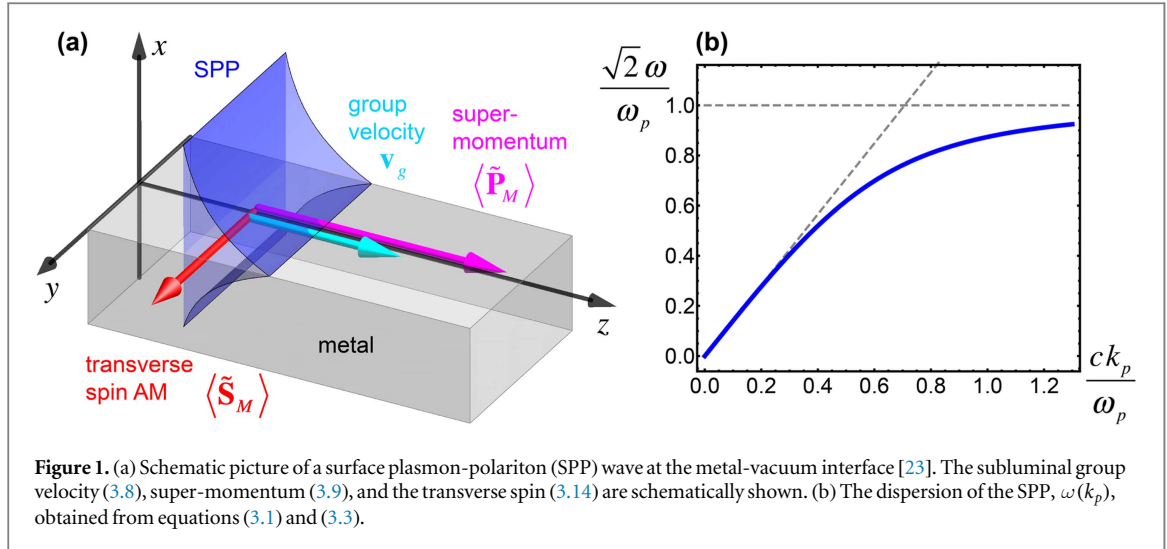 (a)
x
SPP
group
velocity
v_g
super-
momentum
⟨P̃_M⟩
y
z
metal
transverse
spin AM ⟨S̃_M⟩
(b)
√2 ω
ω_p
1.0
0.8
0.6
0.4
0.2
0.0
0.0 0.2 0.4 0.6 0.8 1.0 1.2
c k_p
ω_p
Figure 1. (a) Schematic picture of a surface plasmon-polariton (SPP) wave at the metal-vacuum interface [23]. The subluminal group
velocity (3.8), super-momentum (3.9), and the transverse spin (3.14) are schematically shown. (b) The dispersion of the SPP, ω(k_p),
obtained from equations (3.1) and (3.3).